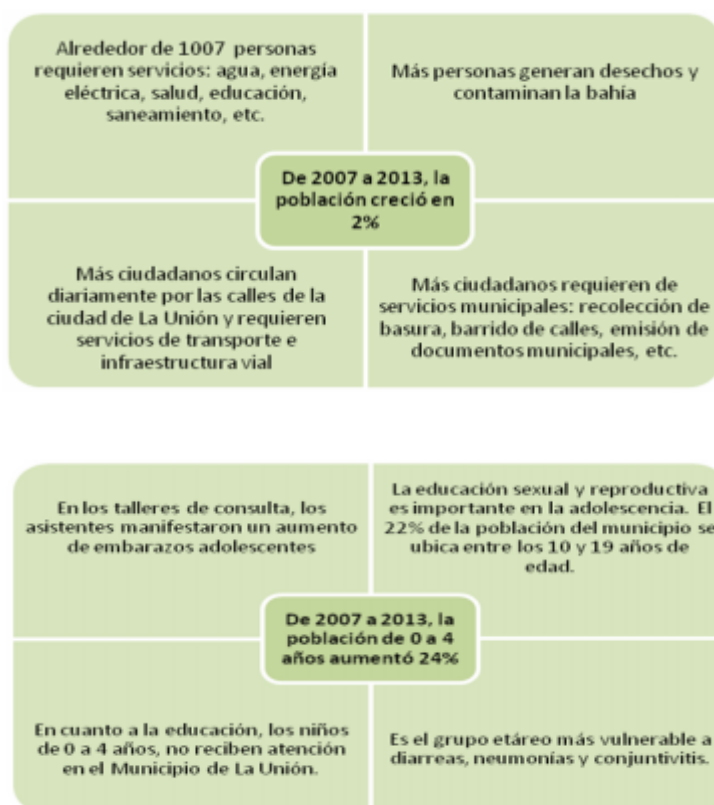 Alrededor de 1007 personas
requieren servicios: agua, energía
eléctrica, salud, educación,
saneamiento, etc.
Más personas generan desechos y
contaminan la bahía
De 2007 a 2013, la
población creció en
2%
Más ciudadanos circulan
diariamente por las calles de la
ciudad de La Unión y requieren
servicios de transporte e
infraestructura vial
Más ciudadanos requieren de
servicios municipales: recolección de
basura, barrido de calles, emisión de
documentos municipales, etc.
En los talleres de consulta, los
asistentes manifestaron un aumento
de embarazos adolescentes
La educación sexual y reproductiva
es importante en la adolescencia. El
22% de la población del municipio se
ubica entre los 10 y 19 años de
edad.
De 2007 a 2013, la
población de 0 a 4
años aumentó 24%
En cuanto a la educación, los niños
de 0 a 4 años, no reciben atención
en el Municipio de La Unión.
Es el grupo etáreo más vulnerable a
diarreas, neumonías y conjuntivitis.